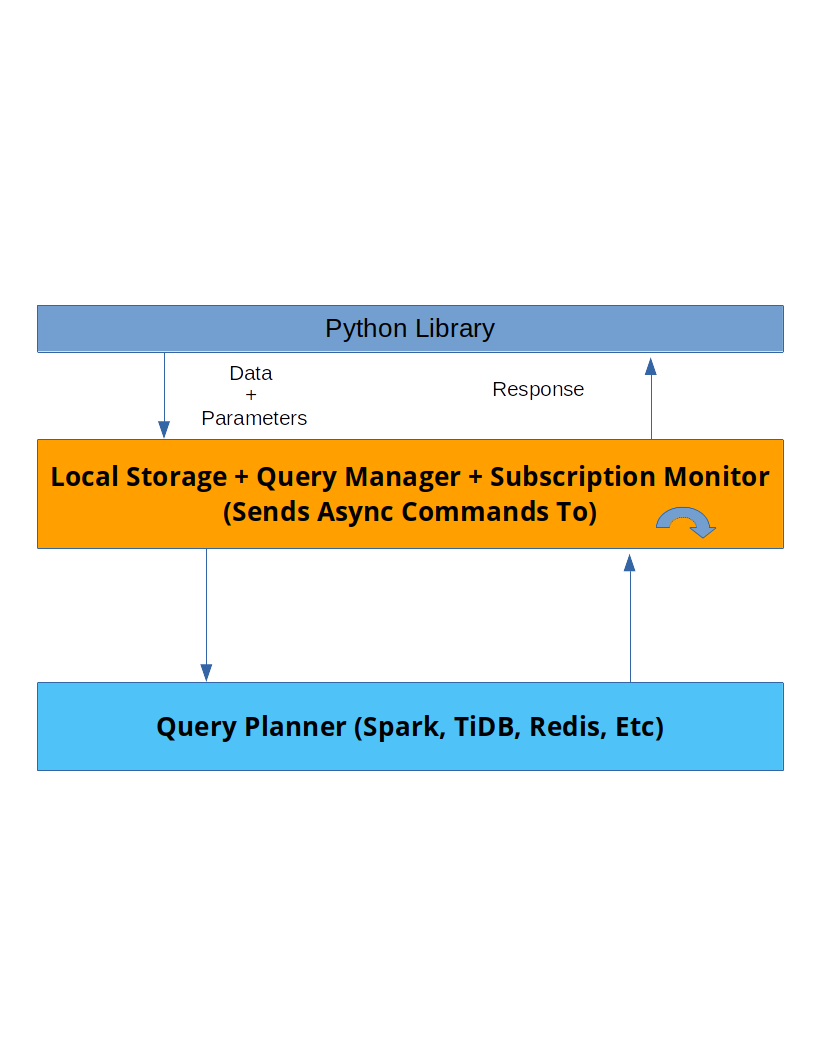 Python Library
Data
+
Parameters
Response
Local Storage + Query Manager + Subscription Monitor
(Sends Async Commands To)
Query Planner (Spark, TiDB, Redis, Etc)